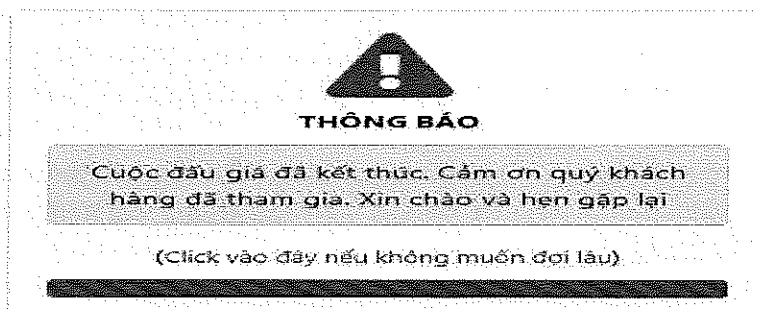 THÔNG BÁO
Cuộc đấu giá đã kết thúc. Cảm ơn quý khách
hàng đã tham gia. Xin chào và hẹn gặp lại
(Click vào đây nếu không muốn đợi lâu)